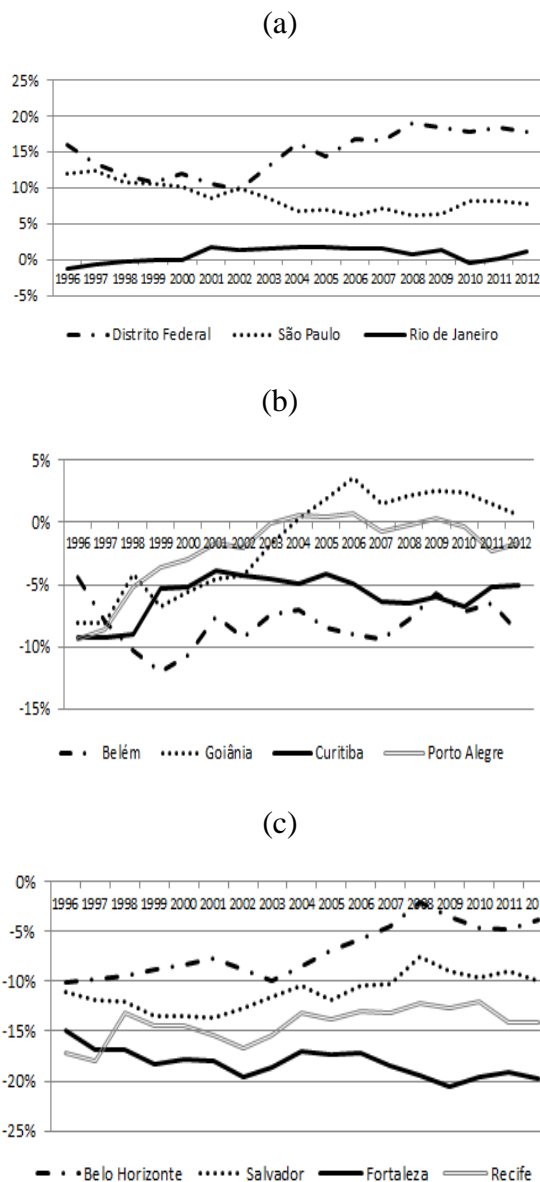 (a)
25%
20%
15%
10%
5%
0%
-5%
1996 1997 1998 1999 2000 2001 2002 2003 2004 2005 2006 2007 2008 2009 2010 2011 2012
Distrito Federal São Paulo Rio de Janeiro
(b)
5%
0%
1996 1997 1998 1999 2000 2001 2002 2003 2004 2005 2006 2007 2008 2009 2010 2011 2012
-5%
-10%
-15%
Belém Goiânia Curitiba Porto Alegre
(c)
0%
1996 1997 1998 1999 2000 2001 2002 2003 2004 2005 2006 2007 2008 2009 2010 2011 201
-5%
-10%
-15%
-20%
-25%
Belo Horizonte Salvador Fortaleza Recife